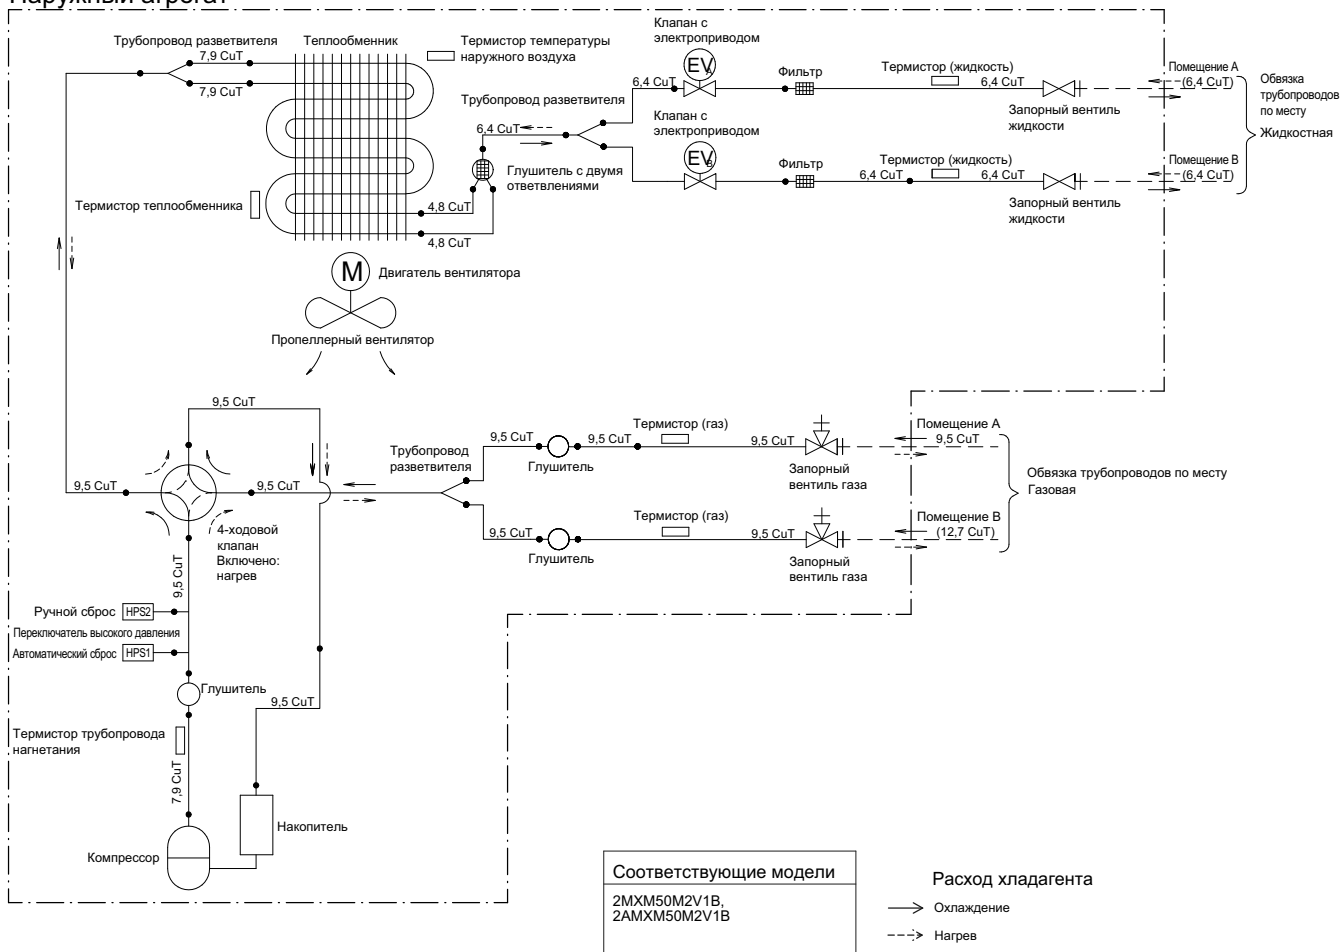 Наружный агрегат
Трубопровод разветвителя
7,9 CuT
7,9 CuT
Теплообменник
Термистор температуры
наружного воздуха
Клапан с
электроприводом
EVA
6,4 CuT
Фильтр
Термистор (жидкость)
6,4 CuT
Запорный вентиль
жидкости
Помещение A
(6,4 CuT)
Обвязка
трубопроводов
по месту
Жидкостная
Трубопровод разветвителя
6,4 CuT
Клапан с
электроприводом
EVB
Фильтр
Термистор (жидкость)
6,4 CuT
6,4 CuT
Запорный вентиль
жидкости
Помещение B
(6,4 CuT)
Глушитель с двумя
ответвлениями
Термистор теплообменника
4,8 CuT
4,8 CuT
M
Двигатель вентилятора
Пропеллерный вентилятор
9,5 CuT
9,5 CuT
9,5 CuT
4-ходовой
клапан
Включено:
нагрев
Трубопровод
разветвителя
9,5 CuT
Глушитель
9,5 CuT
Термистор (газ)
9,5 CuT
Запорный
вентиль газа
Помещение A
9,5 CuT
Обвязка трубопроводов по месту
Газовая
9,5 CuT
Глушитель
Термистор (газ)
9,5 CuT
Запорный
вентиль газа
Помещение B
(12,7 CuT)
9,5 CuT
Ручной сброс
HPS2
Переключатель высокого давления
Автоматический сброс
HPS1
Глушитель
9,5 CuT
Термистор трубопровода
нагнетания
7,9 CuT
Накопитель
Компрессор
Соответствующие модели
2MXM50M2V1B,
2AMXM50M2V1B
Расход хладагента
Охлаждение
Нагрев